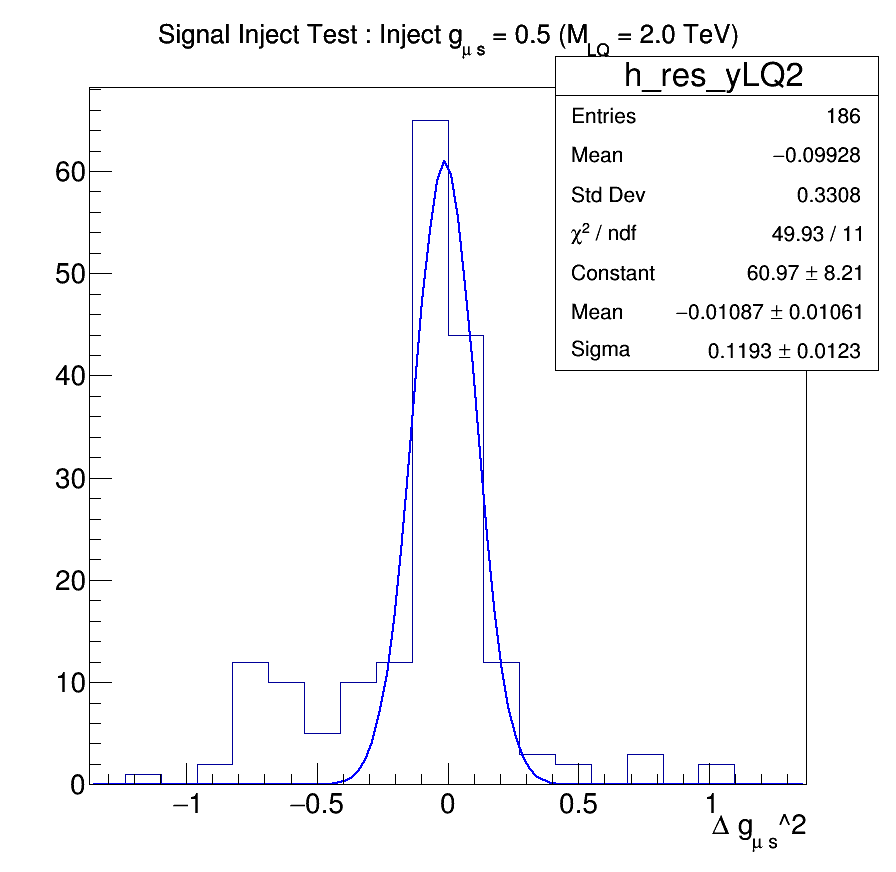 Signal Inject Test : Inject gμ s = 0.5 (MLQ = 2.0 TeV)
h_res_yLQ2
Entries 186
Mean −0.09928
Std Dev 0.3308
χ2 / ndf 49.93 / 11
Constant 60.97 ± 8.21
Mean −0.01087 ± 0.01061
Sigma 0.1193 ± 0.0123
60
50
40
30
20
10
0
−1 −0.5 0 0.5 1
Δ gμ s^2